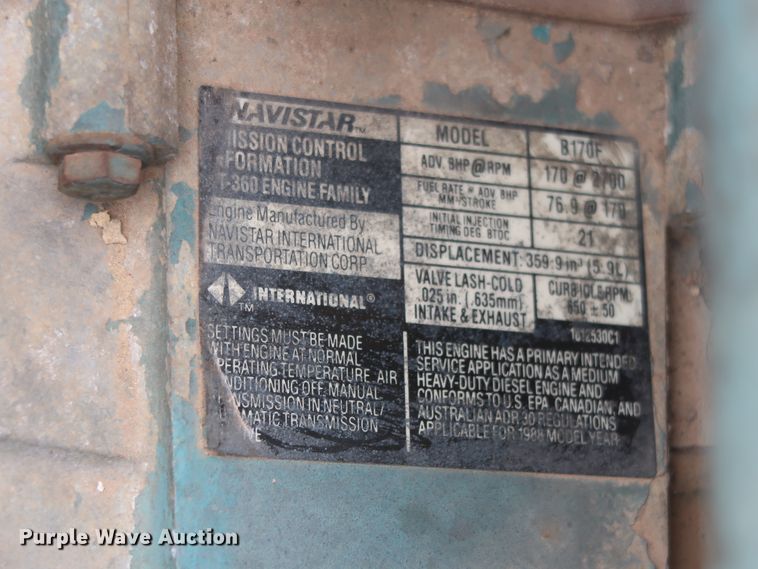 NAVISTAR TM
ISSION CONTROL
FORMATION
-360 ENGINE FAMILY
Engine Manufactured By
NAVISTAR INTERNATIONAL
TRANSPORTATION CORP.
TM INTERNATIONAL®
SETTINGS MUST BE MADE
WITH ENGINE AT NORMAL
PERATING TEMPERATURE AIR
ONDITIONING OFF, MANUAL
NSMISSION IN NEUTRAL/
MATIC TRANSMISSION
VE
MODEL B170F
ADV. BHP @ RPM 170 @ 2700
FUEL RATE @ ADV. BHP
MM³/STROKE 76.9 @ 170
INITIAL INJECTION
TIMING DEG. BTDC 21
DISPLACEMENT: 359.9 in³ (5.9L)
VALVE LASH-COLD
.025 in. (.635mm)
INTAKE & EXHAUST
CURB IDLE RPM
650 ± 50
1812530C1
THIS ENGINE HAS A PRIMARY INTENDED
SERVICE APPLICATION AS A MEDIUM
HEAVY-DUTY DIESEL ENGINE AND
CONFORMS TO U.S. EPA, CANADIAN, AND
AUSTRALIAN ADR 30 REGULATIONS
APPLICABLE FOR 1988 MODEL YEAR
Purple Wave Auction